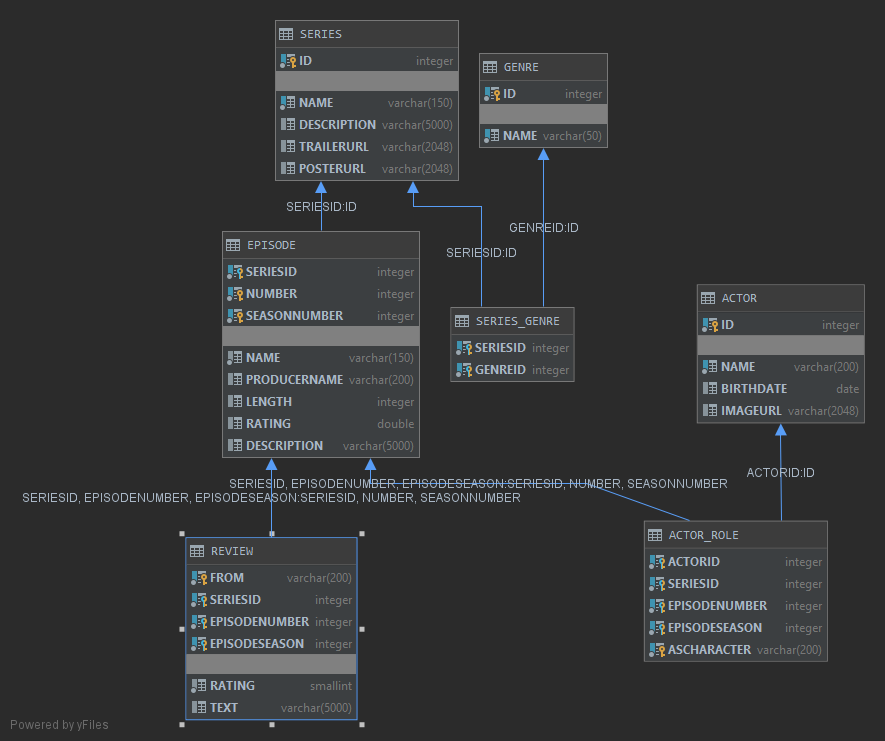 SERIES
ID integer
NAME varchar(150)
DESCRIPTION varchar(5000)
TRAILERURL varchar(2048)
POSTERURL varchar(2048)
GENRE
ID integer
NAME varchar(50)
SERIESID:ID
GENREID:ID
SERIESID:ID
EPISODE
SERIESID integer
NUMBER integer
SEASONNUMBER integer
NAME varchar(150)
PRODUCERNAME varchar(200)
LENGTH integer
RATING double
DESCRIPTION varchar(5000)
SERIES_GENRE
SERIESID integer
GENREID integer
ACTOR
ID integer
NAME varchar(200)
BIRTHDATE date
IMAGEURL varchar(2048)
ACTORID:ID
SERIESID, EPISODENUMBER, EPISODESEASON:SERIESID, NUMBER, SEASONNUMBER
SERIESID, EPISODENUMBER, EPISODESEASON:SERIESID, NUMBER, SEASONNUMBER
REVIEW
FROM varchar(200)
SERIESID integer
EPISODENUMBER integer
EPISODESEASON integer
RATING smallint
TEXT varchar(5000)
ACTOR_ROLE
ACTORID integer
SERIESID integer
EPISODENUMBER integer
EPISODESEASON integer
ASCHARACTER varchar(200)
Powered by yFiles